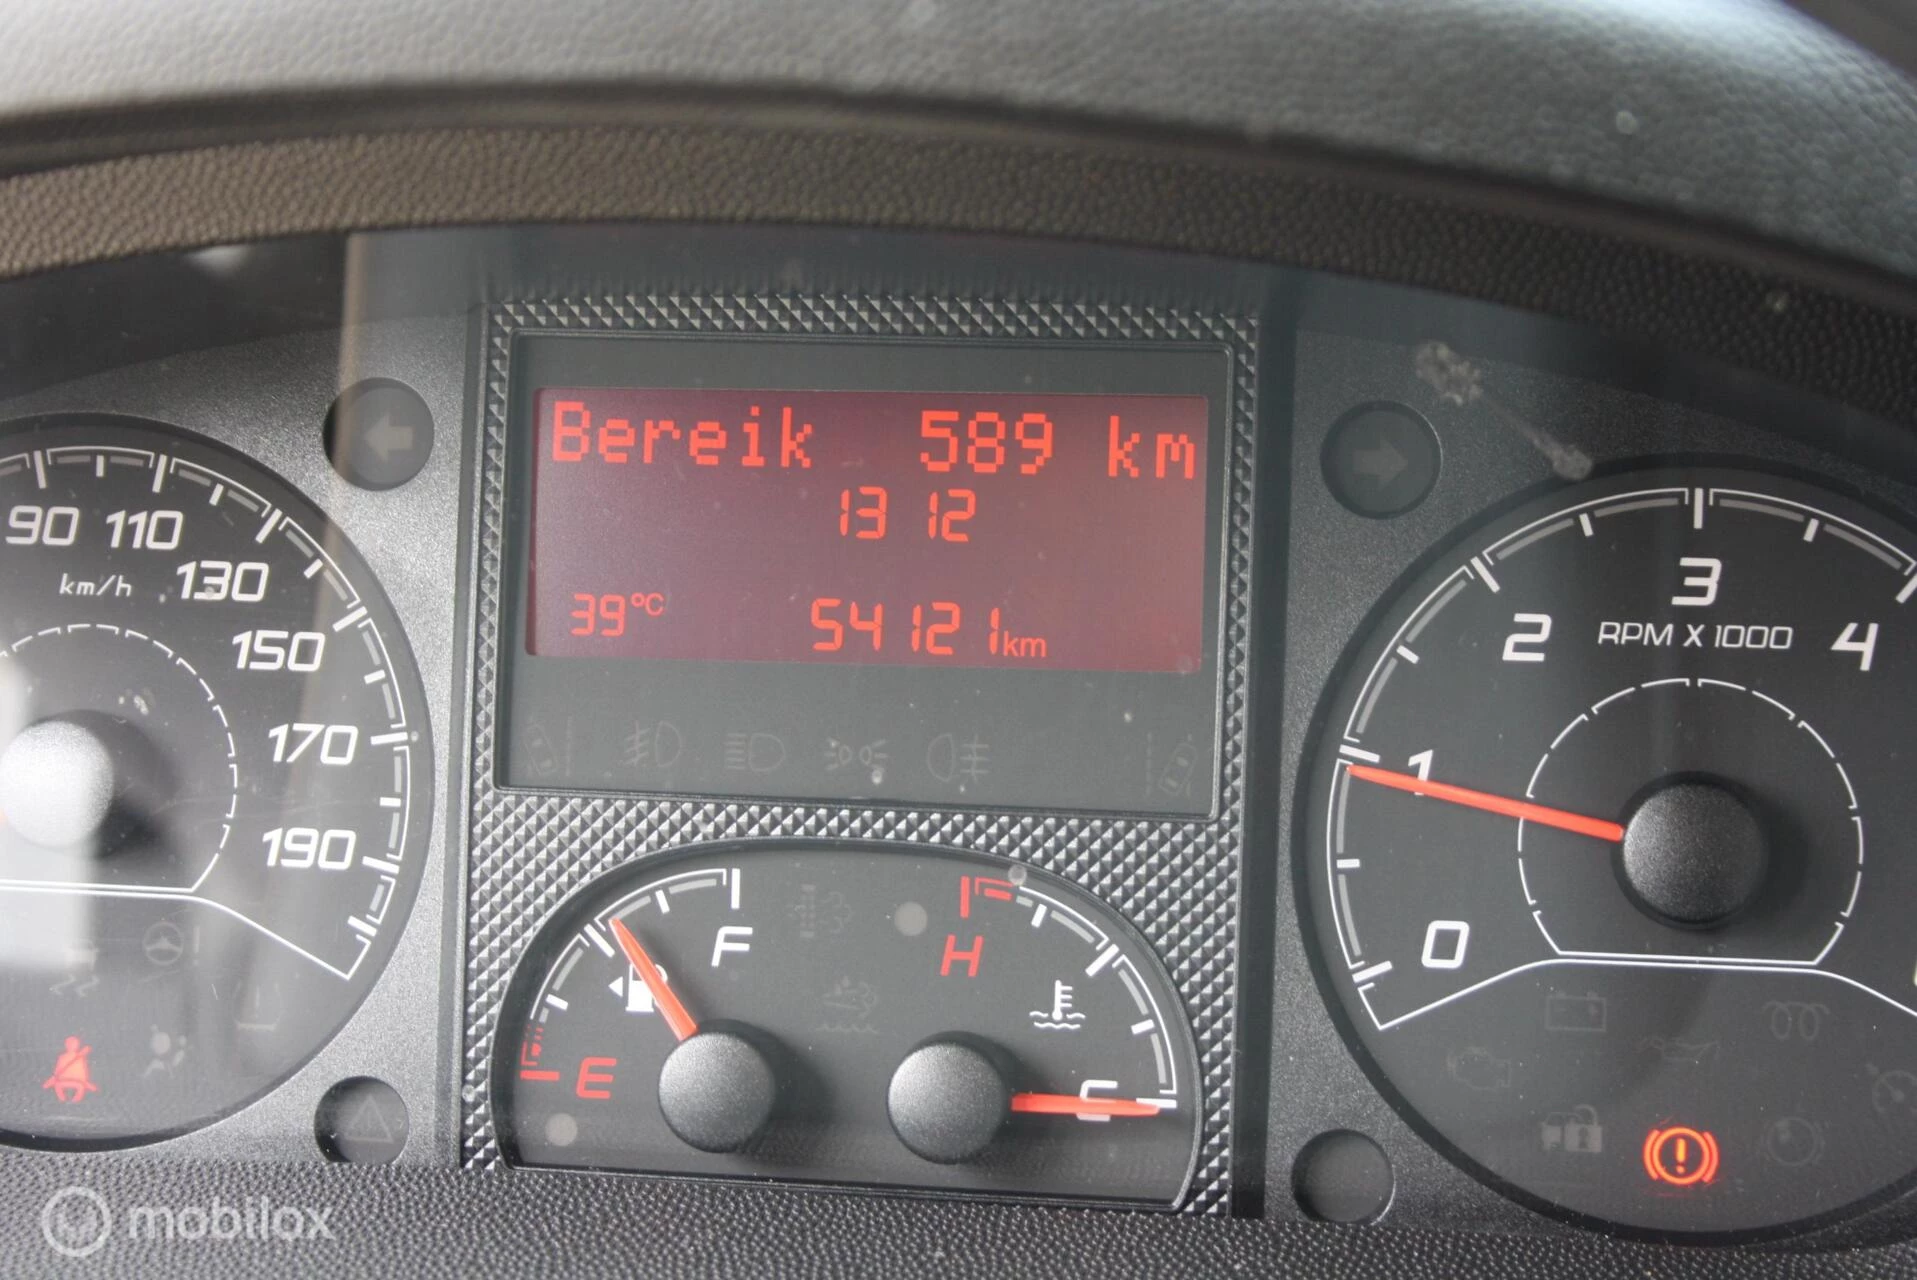 Bereik 589 km
13 12
39°C 54121km
90 110 130 150 170 190
km/h
0 1 2 3 4
RPM X 1000
F
E
H
C
mobilox